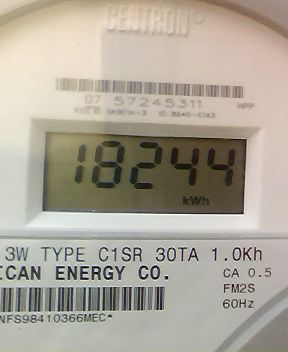 CENTRON®
07 57245311 HPP
18244
kWh
3W TYPE C1SR 30TA 1.0Kh
ICAN ENERGY CO. CA 0.5
FM2S
60Hz
NFS98410366MEC*